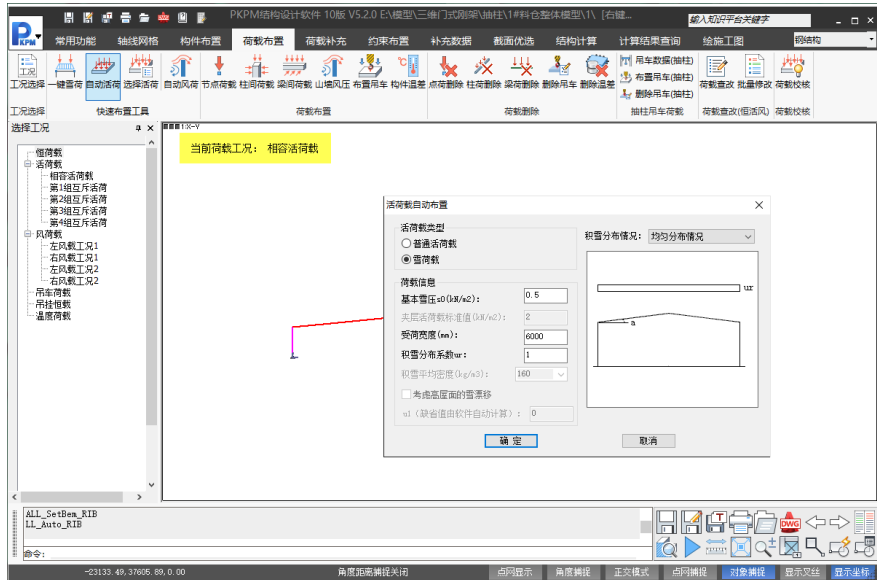 PKPM结构设计软件 10版 V5.2.0 E:\模型\三维门式刚架\抽柱\1#料仓整体模型\1\ [右键...
输入知识平台关键字
PKPM
常用功能 轴线网格 构件布置 荷载布置 荷载补充 约束布置 补充数据 截面优选 结构计算 计算结果查询 绘施工图 钢结构
工况选择 一键雪荷 自动活荷 选择活荷 自动风荷 节点荷载 柱间荷载 梁间荷载 山墙风压 布置吊车 构件温差 点荷删除 柱荷删除 梁荷删除 删除吊车 删除温差
吊车数据(抽柱)
布置吊车(抽柱)
删除吊车(抽柱)
荷载查改 批量修改 荷载校核
工况选择 快速布置工具 荷载布置 荷载删除 抽柱吊车荷载 荷载查改(恒活风) 荷载校核
选择工况
1:X-Y
当前荷载工况: 相容活荷载
恒荷载
活荷载
相容活荷载
第1组互斥活荷
第2组互斥活荷
第3组互斥活荷
第4组互斥活荷
风荷载
左风载工况1
右风载工况1
左风载工况2
右风载工况2
吊车荷载
吊挂恒载
温度荷载
活荷载自动布置
活荷载类型
普通活荷载
雪荷载
荷载信息
基本雪压s0(kN/m2): 0.5
夹层活荷载标准值(kN/m2): 2
受荷宽度(mm): 6000
积雪分布系数ur: 1
积雪平均密度(kg/m3): 160
考虑高屋面的雪漂移
u1（缺省值由软件自动计算）: 0
积雪分布情况: 均匀分布情况
ur
a
确 定 取消
ALL_SetBem_RIB
LL_Auto_RIB
命令:
DWG
T
-23133.49,37605.89,0.00 角度距离捕捉关闭 点网显示 角度捕捉 正交模式 点网捕捉 对象捕捉 显示叉丝 显示坐标